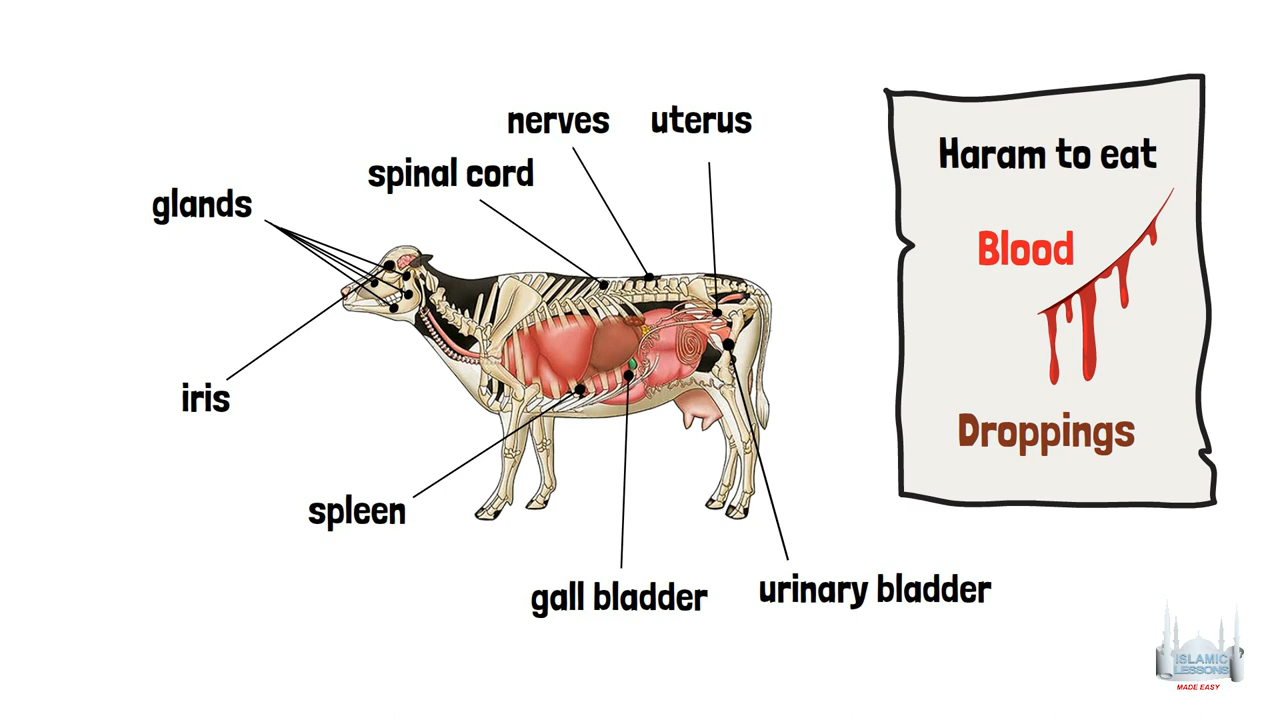 nerves
uterus
spinal cord
glands
iris
spleen
gall bladder
urinary bladder
Haram to eat
Blood
Droppings
ISLAMIC
LESSONS
MADE EASY